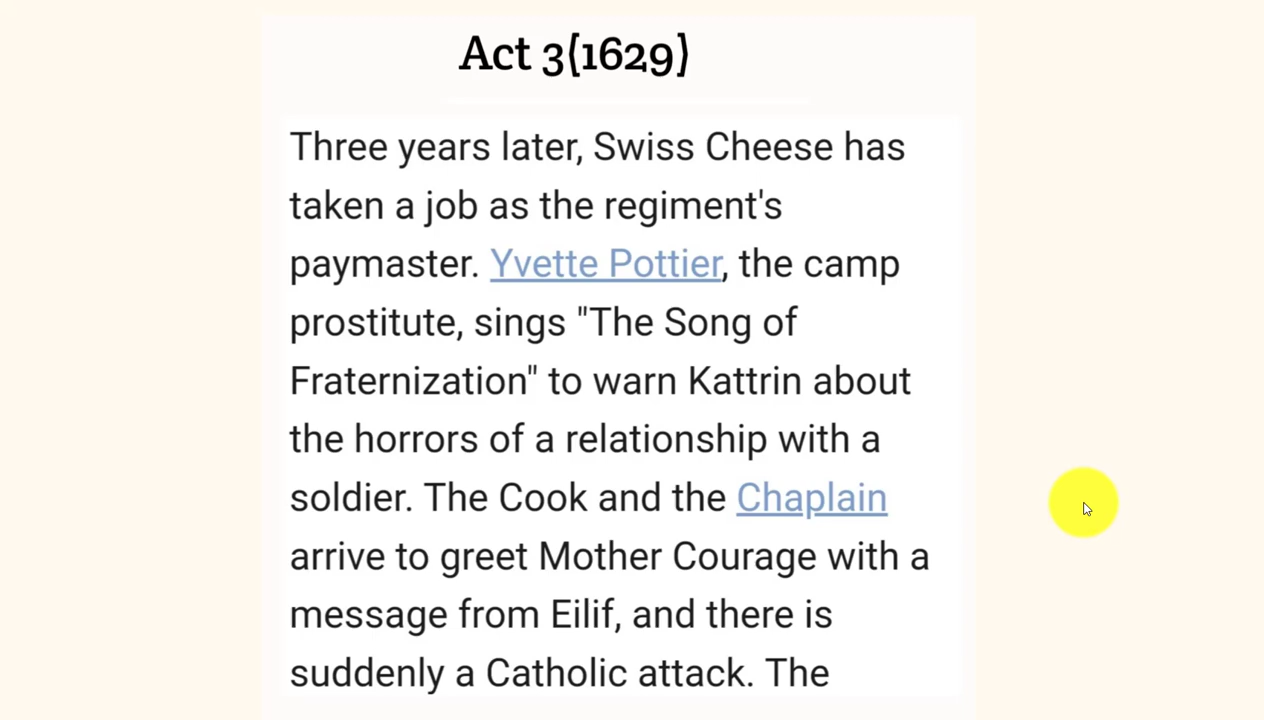 Act 3(1629)
Three years later, Swiss Cheese has
taken a job as the regiment's
paymaster. Yvette Pottier, the camp
prostitute, sings "The Song of
Fraternization" to warn Kattrin about
the horrors of a relationship with a
soldier. The Cook and the Chaplain
arrive to greet Mother Courage with a
message from Eilif, and there is
suddenly a Catholic attack. The